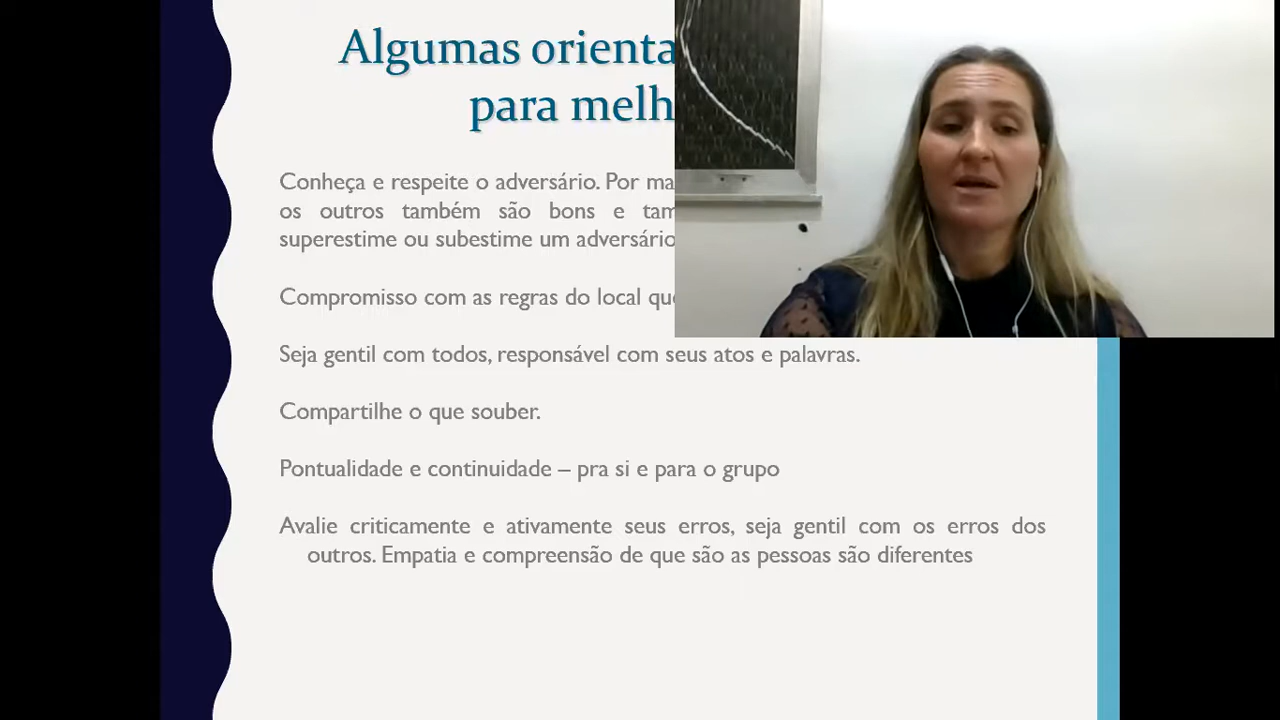 Algumas orienta
para melh
Conheça e respeite o adversário. Por ma
os outros também são bons e tam
superestime ou subestime um adversário
Compromisso com as regras do local que
Seja gentil com todos, responsável com seus atos e palavras.
Compartilhe o que souber.
Pontualidade e continuidade – pra si e para o grupo
Avalie criticamente e ativamente seus erros, seja gentil com os erros dos
outros. Empatia e compreensão de que são as pessoas são diferentes